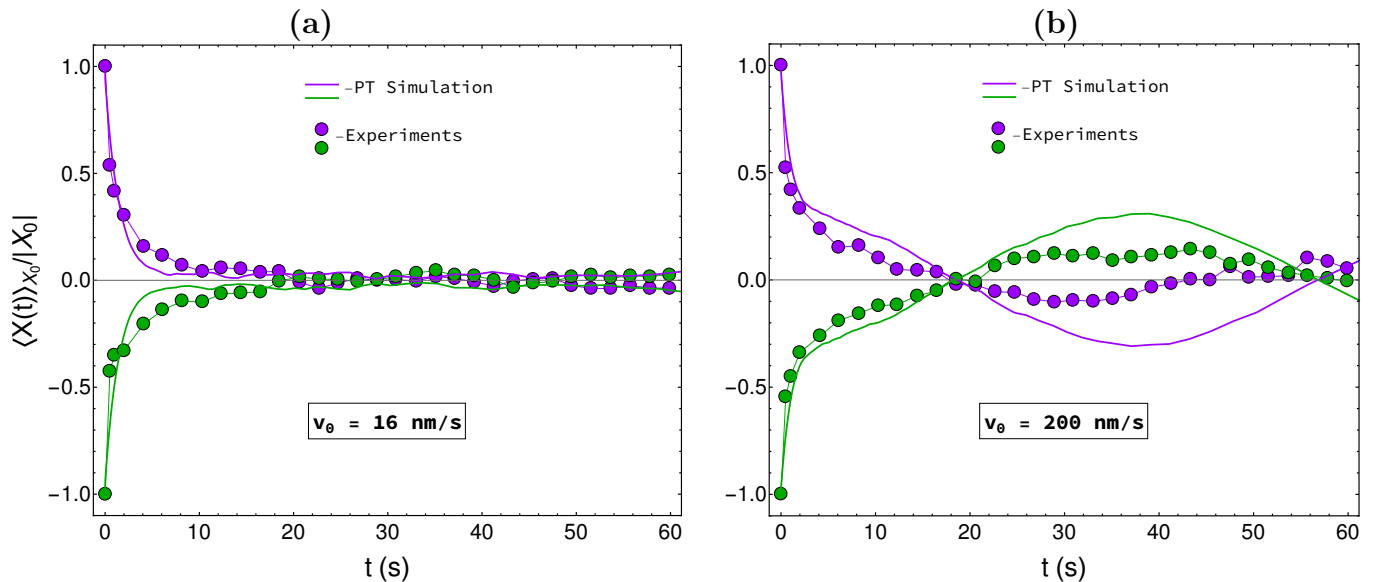 (a)
1.0
0.5
0.0
−0.5
−1.0
⟨X(t)⟩X₀/|X₀|
–PT Simulation
–Experiments
v₀ = 16 nm/s
0 10 20 30 40 50 60
t (s)
(b)
1.0
0.5
0.0
−0.5
−1.0
–PT Simulation
–Experiments
v₀ = 200 nm/s
0 10 20 30 40 50 60
t (s)